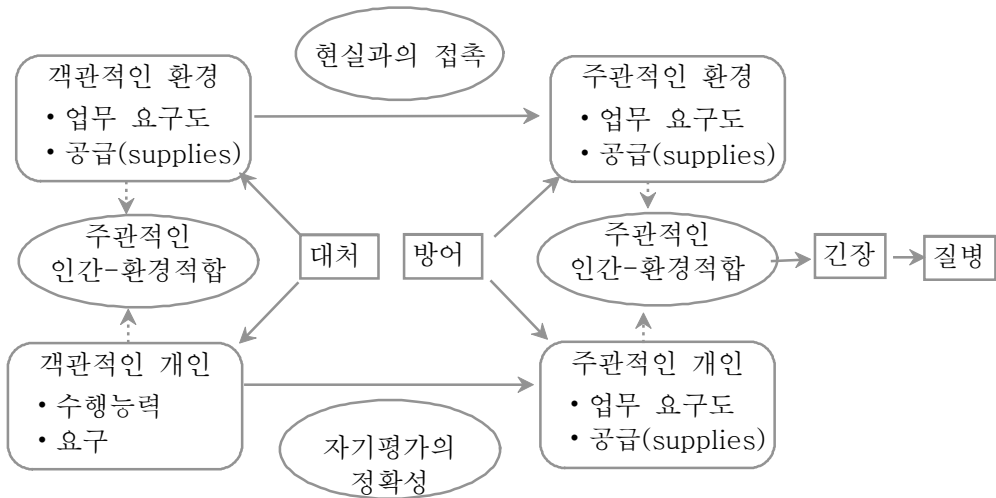 현실과의 접촉
객관적인 환경
• 업무 요구도
• 공급(supplies)
주관적인 환경
• 업무 요구도
• 공급(supplies)
주관적인
인간-환경적합
대처
방어
주관적인
인간-환경적합
긴장
질병
객관적인 개인
• 수행능력
• 요구
주관적인 개인
• 업무 요구도
• 공급(supplies)
자기평가의
정확성